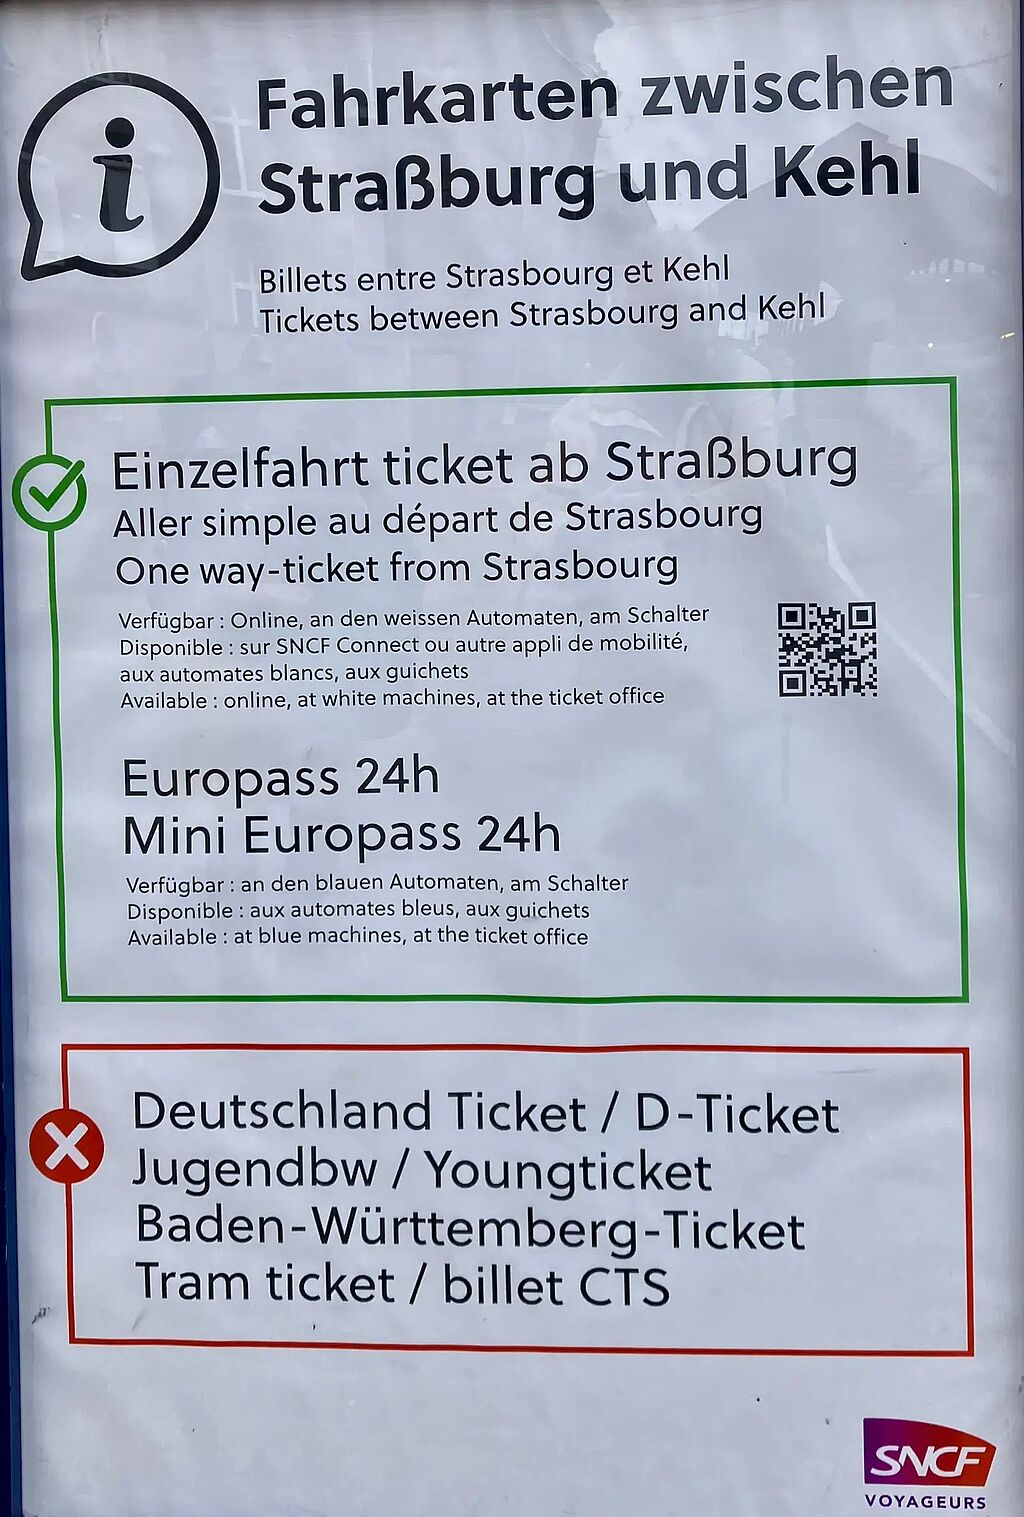 i
Fahrkarten zwischen
Straßburg und Kehl
Billets entre Strasbourg et Kehl
Tickets between Strasbourg and Kehl
Einzelfahrt ticket ab Straßburg
Aller simple au départ de Strasbourg
One way-ticket from Strasbourg
Verfügbar : Online, an den weissen Automaten, am Schalter
Disponible : sur SNCF Connect ou autre appli de mobilité,
aux automates blancs, aux guichets
Available : online, at white machines, at the ticket office
Europass 24h
Mini Europass 24h
Verfügbar : an den blauen Automaten, am Schalter
Disponible : aux automates bleus, aux guichets
Available : at blue machines, at the ticket office
Deutschland Ticket / D-Ticket
Jugendbw / Youngticket
Baden-Württemberg-Ticket
Tram ticket / billet CTS
SNCF
VOYAGEURS